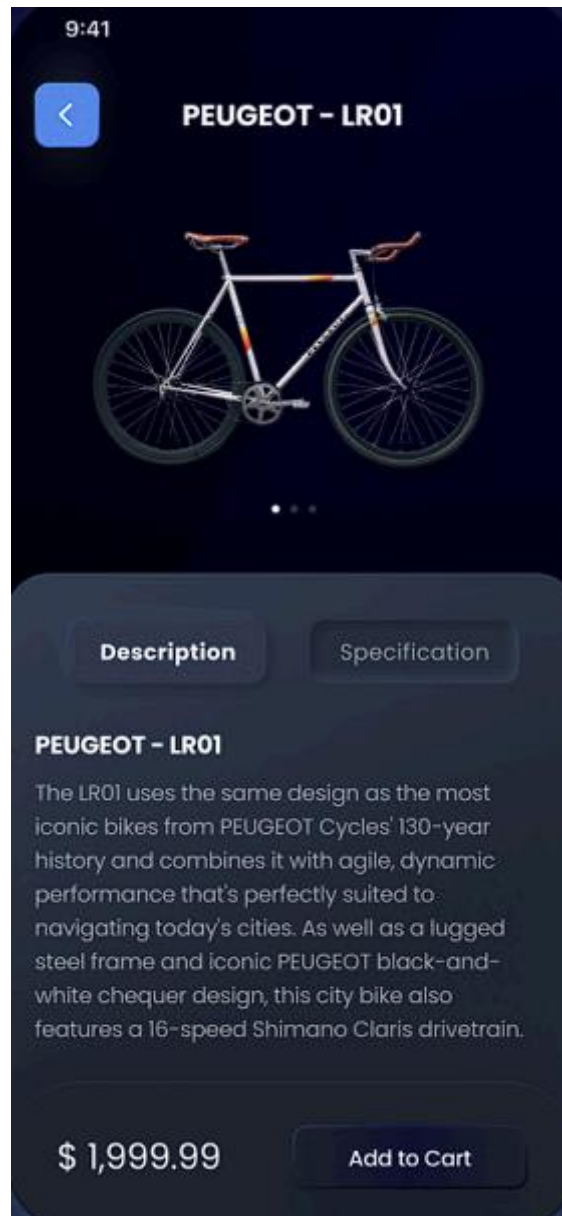 9:41
PEUGEOT - LR01
Description
Specification
PEUGEOT - LR01
The LR01 uses the same design as the most
iconic bikes from PEUGEOT Cycles' 130-year
history and combines it with agile, dynamic
performance that's perfectly suited to
navigating today's cities. As well as a lugged
steel frame and iconic PEUGEOT black-and-
white chequer design, this city bike also
features a 16-speed Shimano Claris drivetrain.
$ 1,999.99
Add to Cart